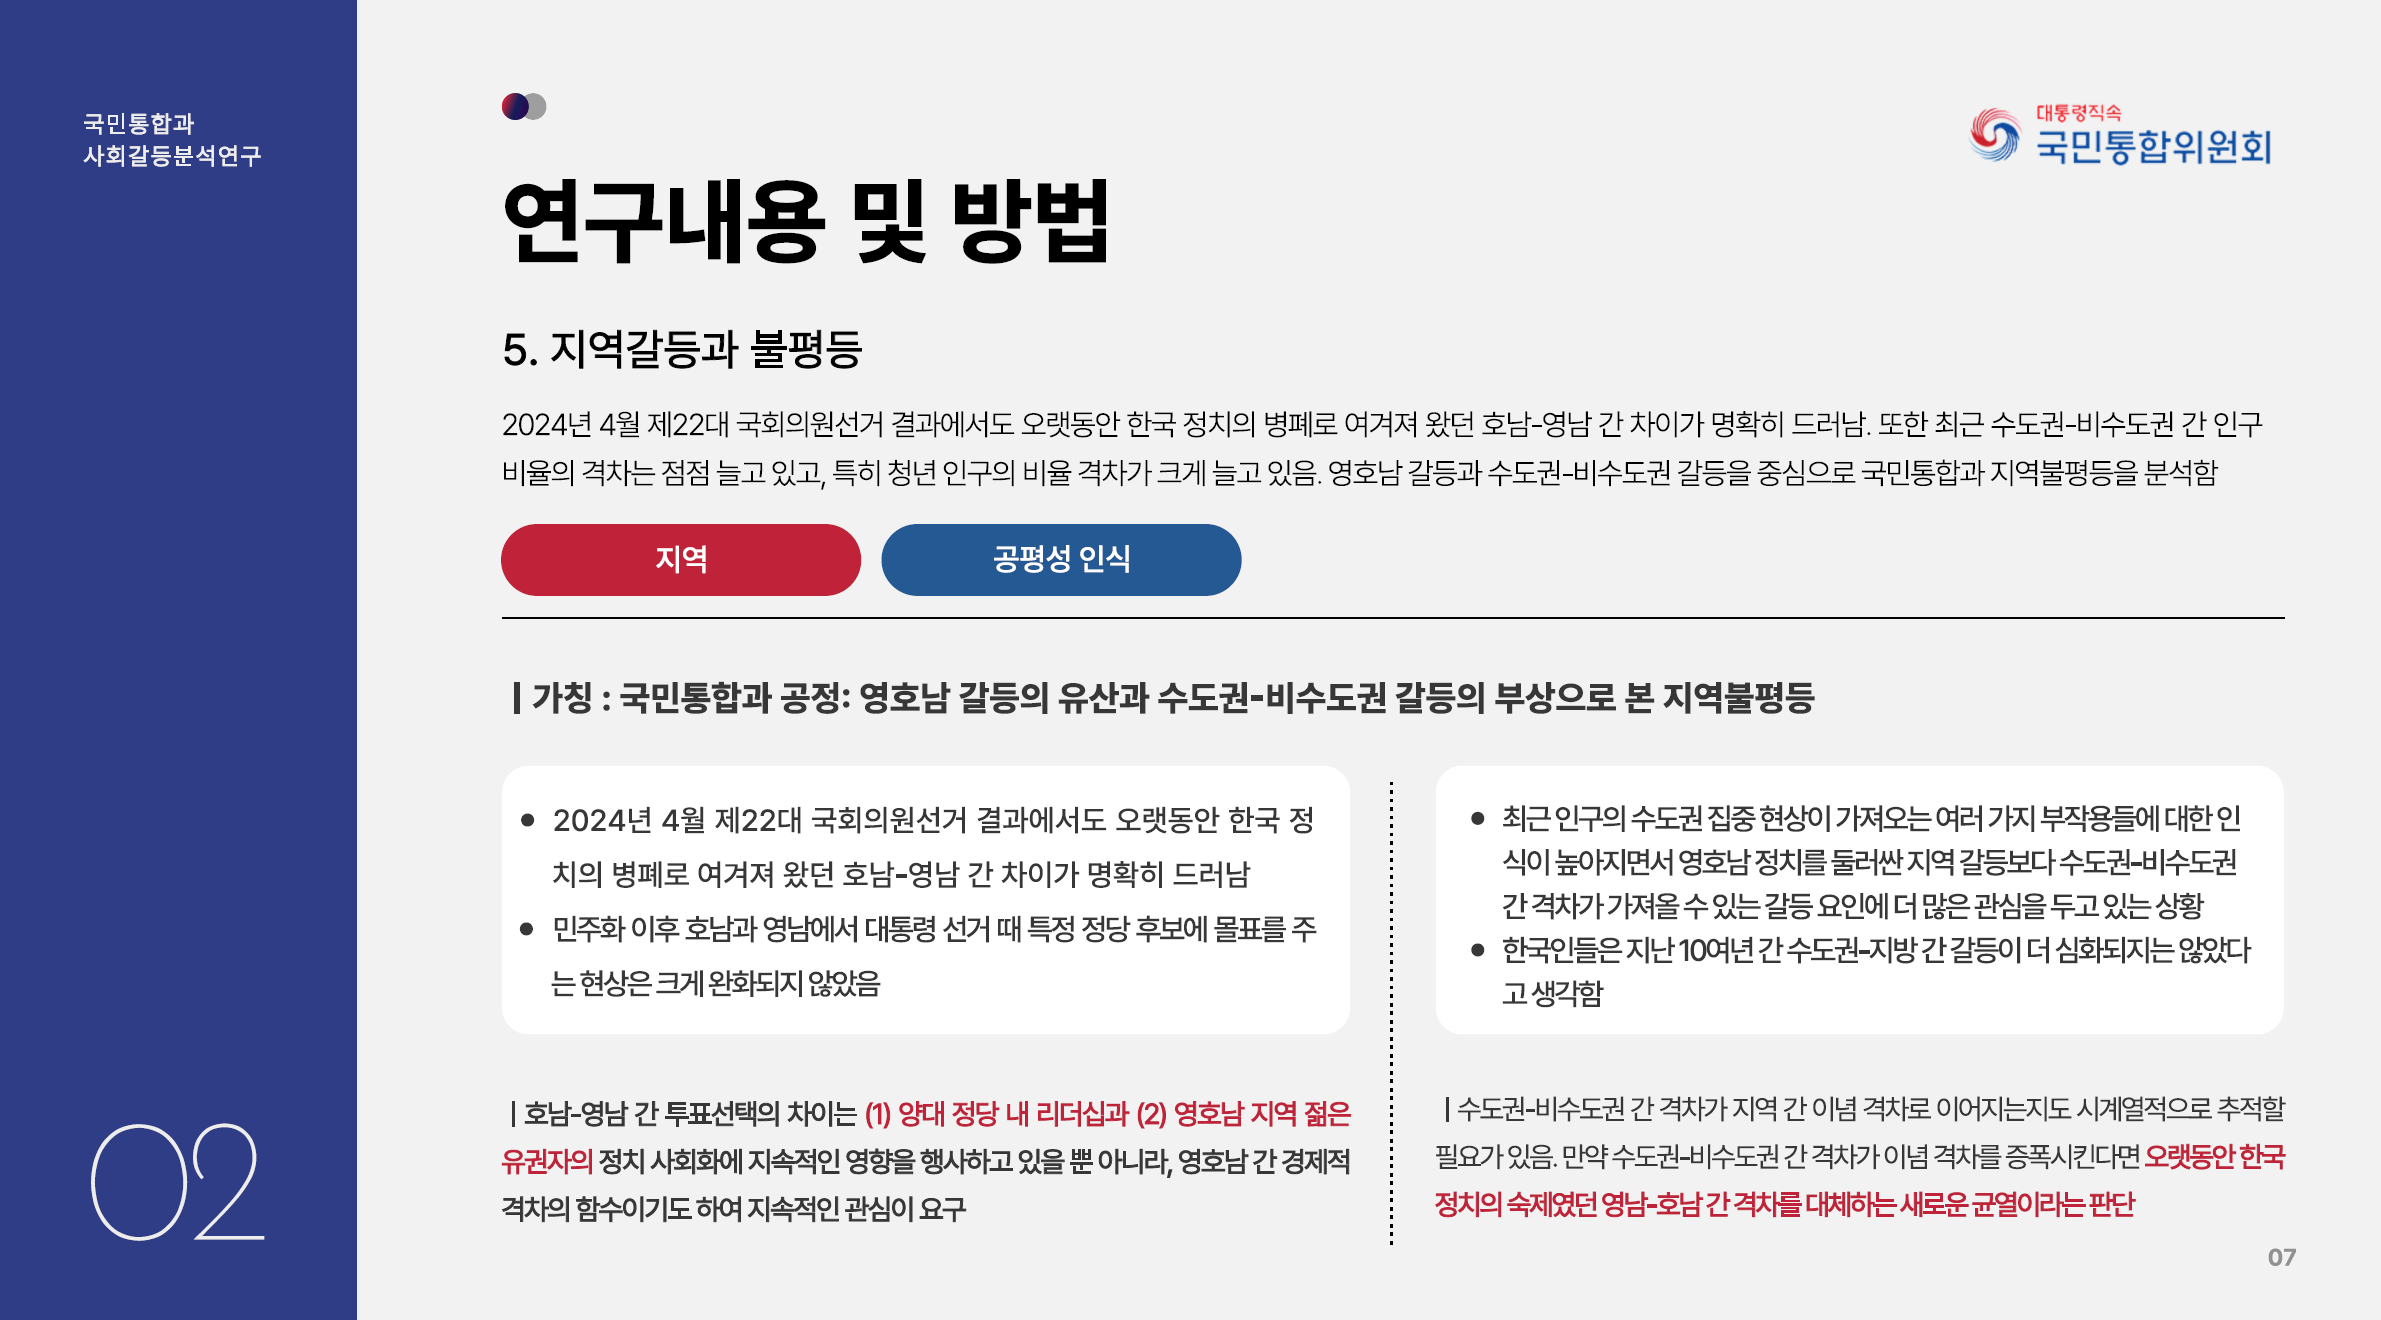 국민통합과
사회갈등분석연구
대통령직속
국민통합위원회
연구내용 및 방법
5. 지역갈등과 불평등
2024년 4월 제22대 국회의원선거 결과에서도 오랫동안 한국 정치의 병폐로 여겨져 왔던 호남-영남 간 차이가 명확히 드러남. 또한 최근 수도권-비수도권 간 인구
비율의 격차는 점점 늘고 있고, 특히 청년 인구의 비율 격차가 크게 늘고 있음. 영호남 갈등과 수도권-비수도권 갈등을 중심으로 국민통합과 지역불평등을 분석함
지역
공평성 인식
| 가칭 : 국민통합과 공정: 영호남 갈등의 유산과 수도권-비수도권 갈등의 부상으로 본 지역불평등
● 2024년 4월 제22대 국회의원선거 결과에서도 오랫동안 한국 정
치의 병폐로 여겨져 왔던 호남-영남 간 차이가 명확히 드러남
● 민주화 이후 호남과 영남에서 대통령 선거 때 특정 정당 후보에 몰표를 주
는 현상은 크게 완화되지 않았음
| 호남-영남 간 투표선택의 차이는 (1) 양대 정당 내 리더십과 (2) 영호남 지역 젊은
유권자의 정치 사회화에 지속적인 영향을 행사하고 있을 뿐 아니라, 영호남 간 경제적
격차의 함수이기도 하여 지속적인 관심이 요구
● 최근 인구의 수도권 집중 현상이 가져오는 여러 가지 부작용들에 대한 인
식이 높아지면서 영호남 정치를 둘러싼 지역 갈등보다 수도권-비수도권
간 격차가 가져올 수 있는 갈등 요인에 더 많은 관심을 두고 있는 상황
● 한국인들은 지난 10여년 간 수도권-지방 간 갈등이 더 심화되지는 않았다
고 생각함
| 수도권-비수도권 간 격차가 지역 간 이념 격차로 이어지는지도 시계열적으로 추적할
필요가 있음. 만약 수도권-비수도권 간 격차가 이념 격차를 증폭시킨다면 오랫동안 한국
정치의 숙제였던 영남-호남 간 격차를 대체하는 새로운 균열이라는 판단
02
07